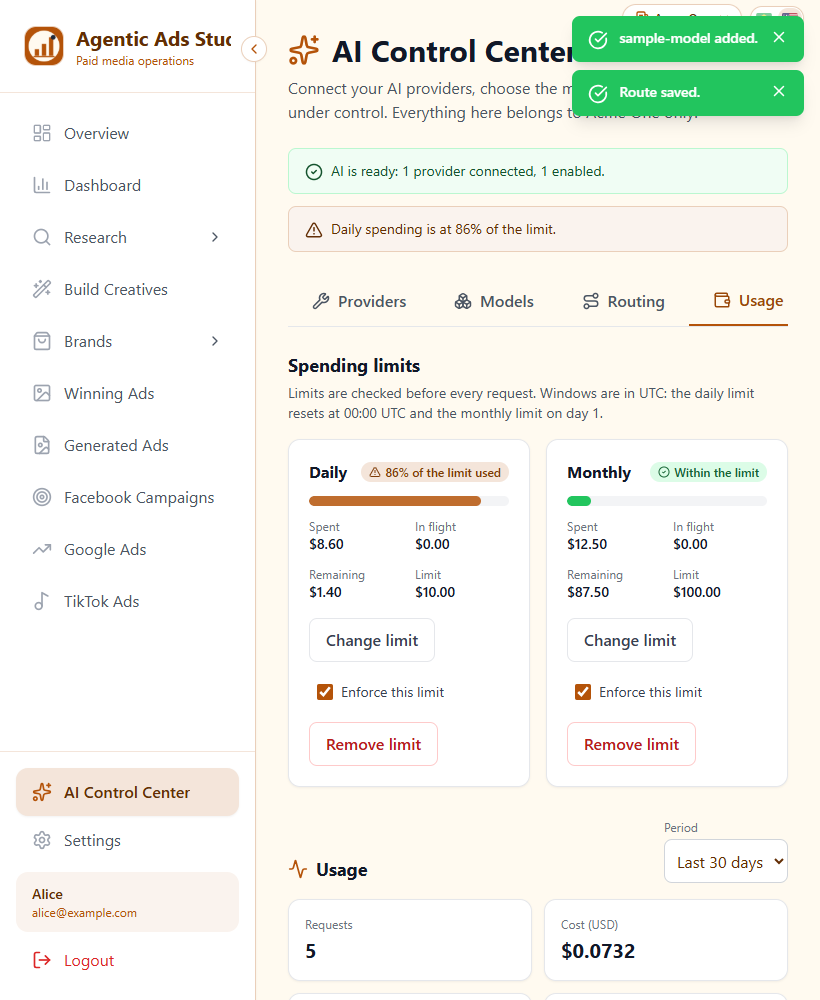 Agentic Ads Stuc
Paid media operations
Overview
Dashboard
Research
Build Creatives
Brands
Winning Ads
Generated Ads
Facebook Campaigns
Google Ads
TikTok Ads
AI Control Center
Settings
Alice
alice@example.com
Logout
AI Control Center
Connect your AI providers, choose the m
under control. Everything here belongs to Acme One only.
sample-model added.
Route saved.
AI is ready: 1 provider connected, 1 enabled.
Daily spending is at 86% of the limit.
Providers
Models
Routing
Usage
Spending limits
Limits are checked before every request. Windows are in UTC: the daily limit
resets at 00:00 UTC and the monthly limit on day 1.
Daily
86% of the limit used
Spent
In flight
$8.60
$0.00
Remaining
Limit
$1.40
$10.00
Change limit
Enforce this limit
Remove limit
Monthly
Within the limit
Spent
In flight
$12.50
$0.00
Remaining
Limit
$87.50
$100.00
Change limit
Enforce this limit
Remove limit
Usage
Period
Last 30 days
Requests
5
Cost (USD)
$0.0732